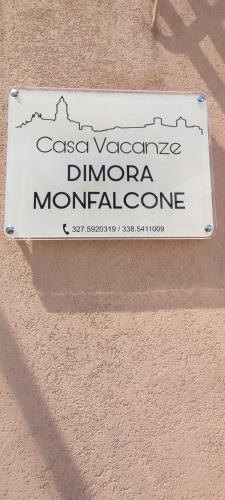 Casa Vacanze
DIMORA
MONFALCONE
327.5920319 / 338.5411009